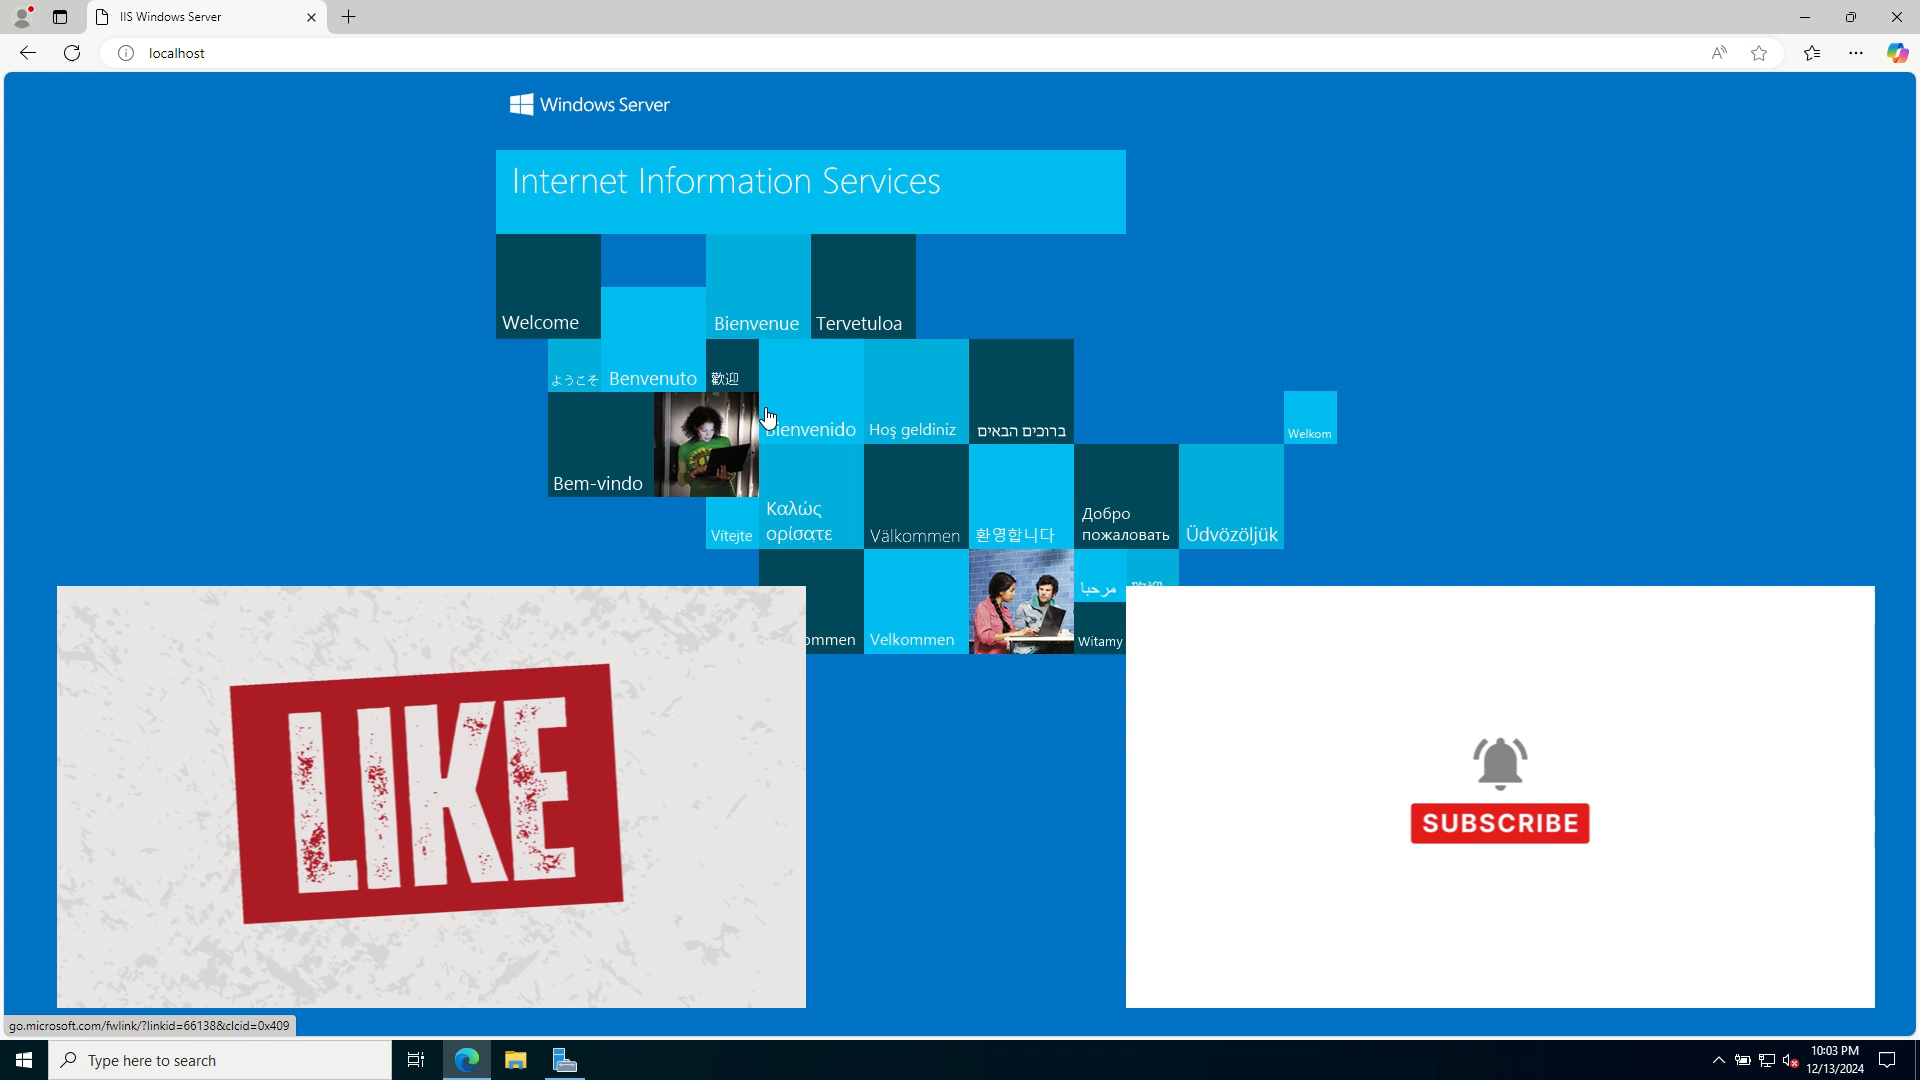 IIS Windows Server
localhost
Windows Server
Internet Information Services
Welcome
Bienvenue
Tervetuloa
ようこそ
Benvenuto
歡迎
Bienvenido
Hoş geldiniz
ברוכים הבאים
Welkom
Bem-vindo
Vítejte
Καλώς
ορίσατε
Välkommen
환영합니다
Добро
пожаловать
Üdvözöljük
ommen
Velkommen
مرحبا
Witamy
LIKE
SUBSCRIBE
go.microsoft.com/fwlink/?linkid=66138&clcid=0x409
Type here to search
10:03 PM
12/13/2024